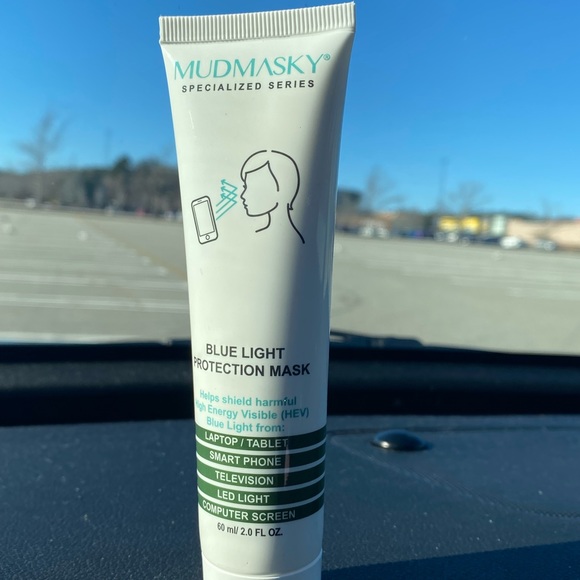 MUDMASKY®
SPECIALIZED SERIES
BLUE LIGHT
PROTECTION MASK
Helps shield harmful
High Energy Visible (HEV)
Blue Light from:
LAPTOP / TABLET
SMART PHONE
TELEVISION
LED LIGHT
COMPUTER SCREEN
60 ml/ 2.0 FL OZ.